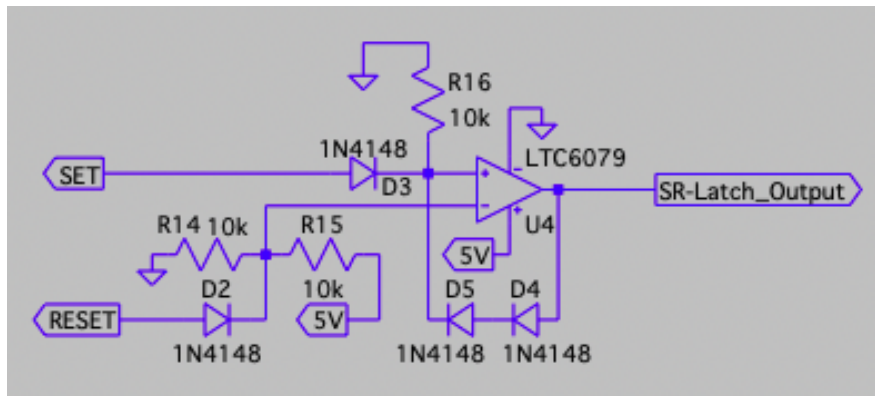 R16
10k
1N4148
LTC6079
SET
D3
SR-Latch_Output
R14 10k R15
U4
5V
D2
10k
D5 D4
RESET
5V
1N4148
1N4148 1N4148